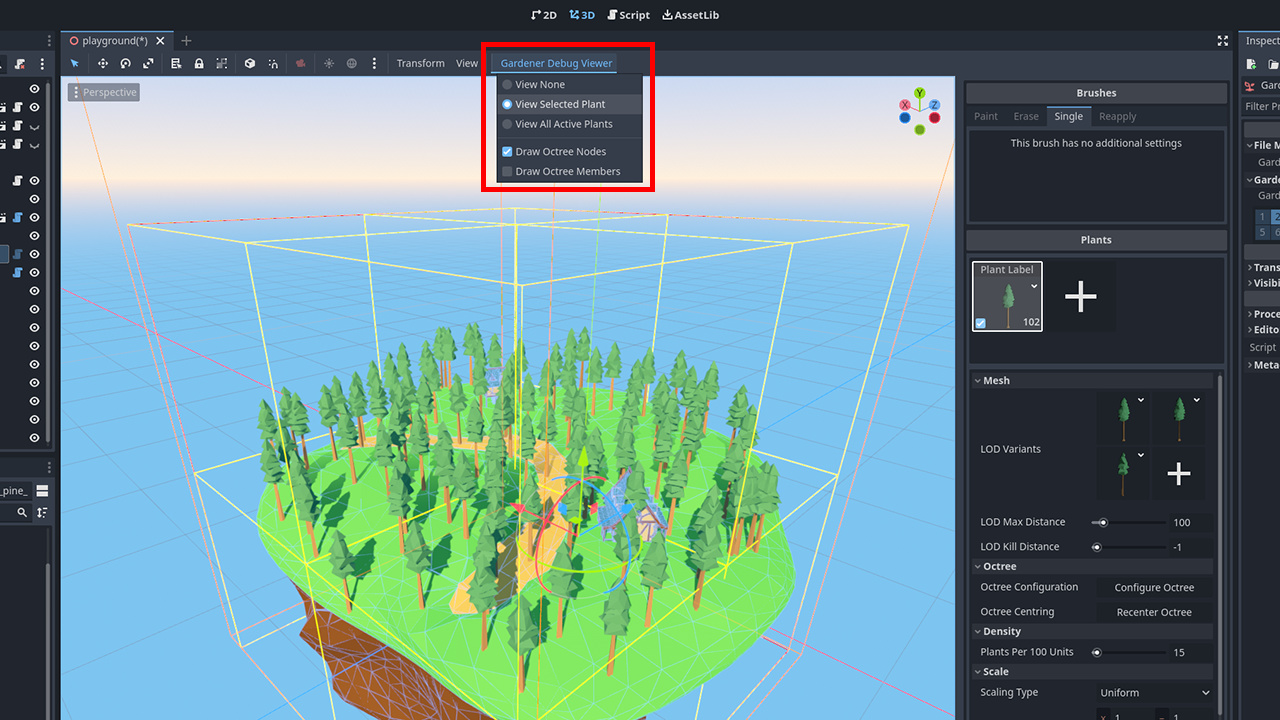 2D 3D Script AssetLib
playground(*)
Transform View Gardener Debug Viewer
Perspective
View None
View Selected Plant
View All Active Plants
Draw Octree Nodes
Draw Octree Members
Y
X Z
_pine_
Brushes
Paint Erase Single Reapply
This brush has no additional settings
Plants
Plant Label
102
Mesh
LOD Variants
LOD Max Distance 100
LOD Kill Distance -1
Octree
Octree Configuration Configure Octree
Octree Centring Recenter Octree
Density
Plants Per 100 Units 15
Scale
Scaling Type Uniform
x 1 1
Inspec
Gard
Filter Pr
File M
Gard
Garde
Gard
1 2
5 6
Trans
Visibi
Proce
Edito
Script
Meta